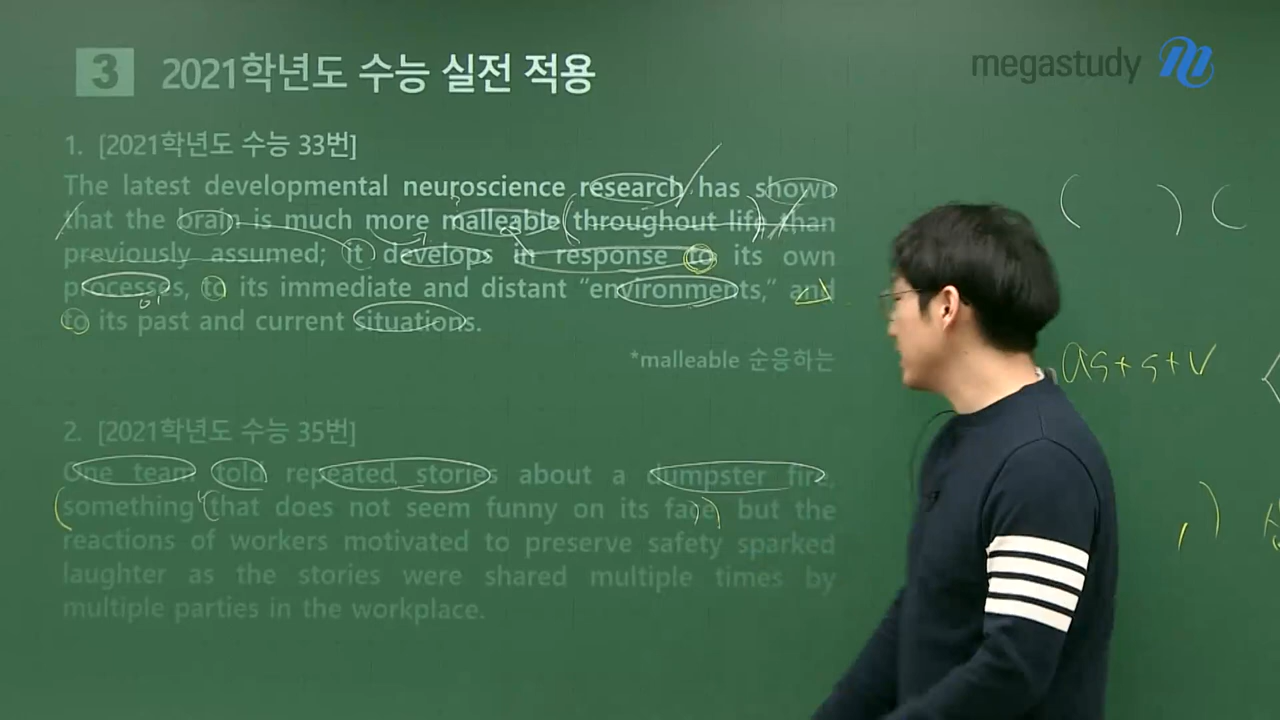 3 2021학년도 수능 실전 적용
megastudy
1. [2021학년도 수능 33번]
The latest developmental neuroscience research has shown
that the brain is much more malleable throughout life than
previously assumed; it develops in response to its own
processes, to its immediate and distant "environments," and
to its past and current situations.
*malleable 순응하는
as+s+v
2. [2021학년도 수능 35번]
One team told repeated stories about a dumpster fire,
something that does not seem funny on its face, but the
reactions of workers motivated to preserve safety sparked
laughter as the stories were shared multiple times by
multiple parties in the workplace.